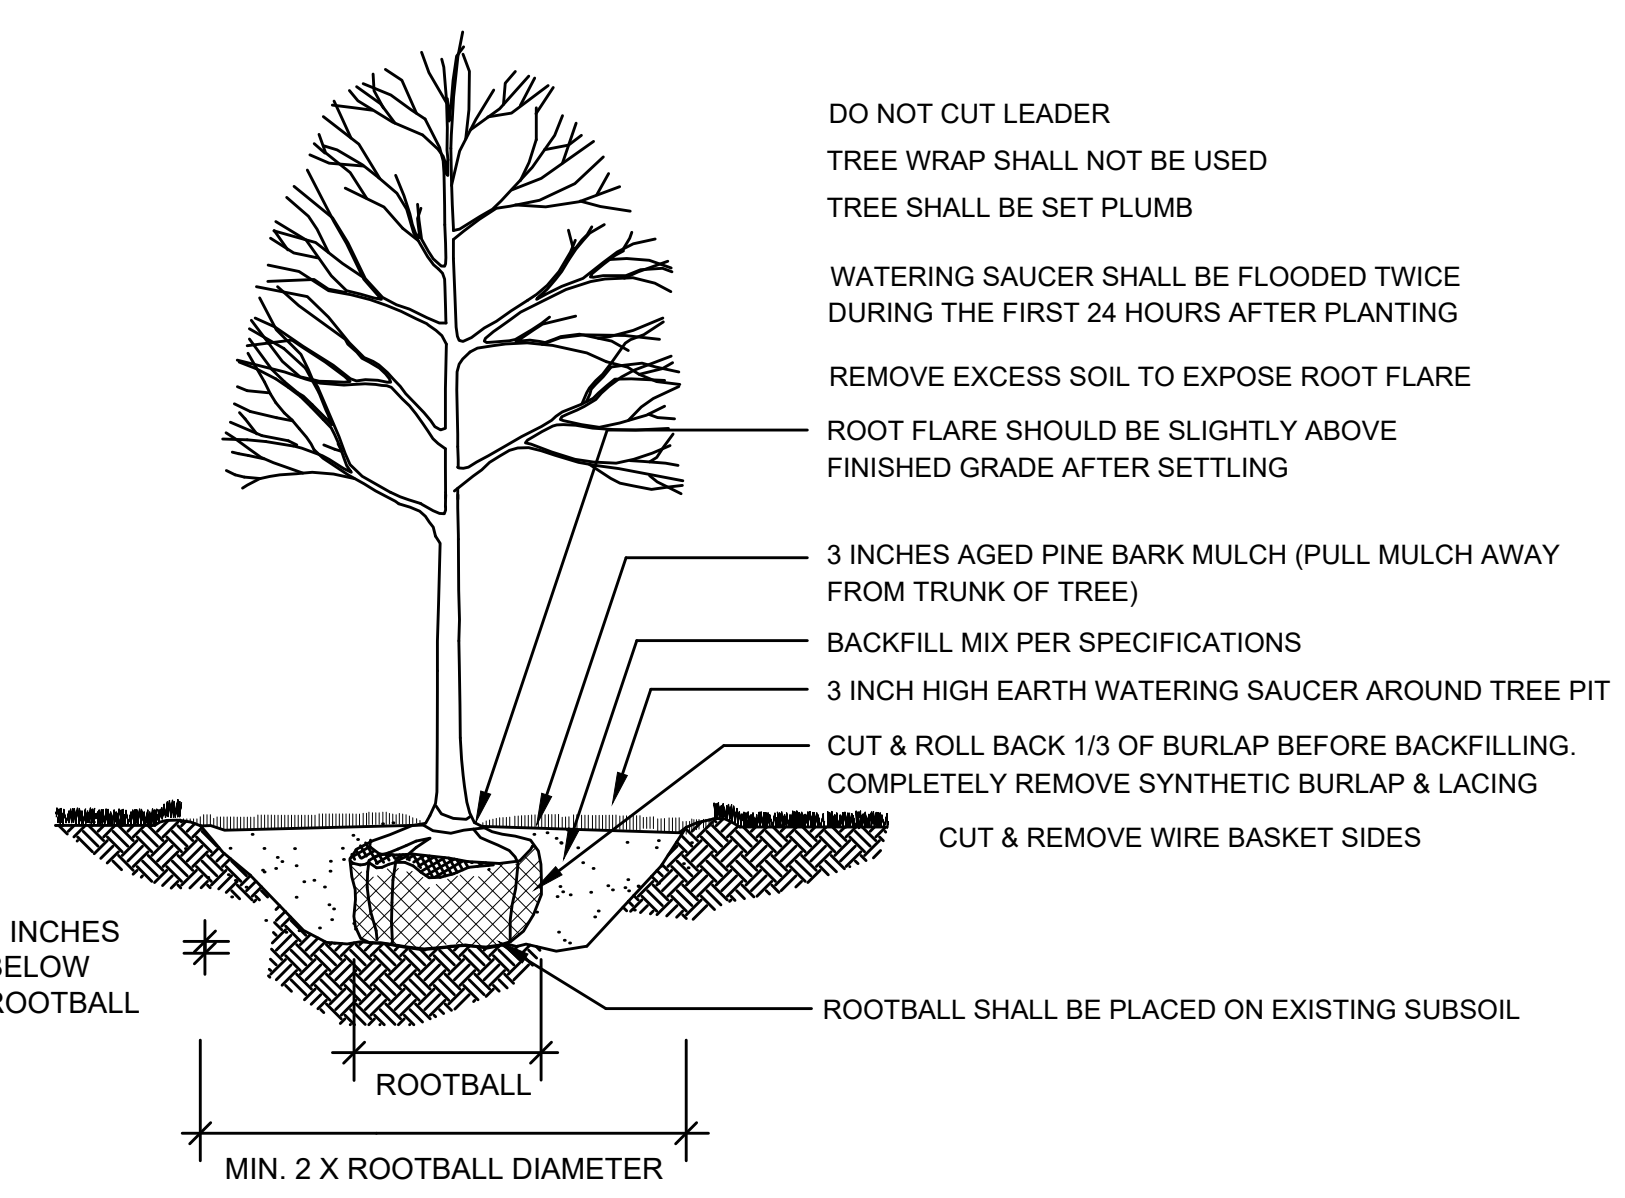 DO NOT CUT LEADER
TREE WRAP SHALL NOT BE USED
TREE SHALL BE SET PLUMB
WATERING SAUCER SHALL BE FLOODED TWICE
DURING THE FIRST 24 HOURS AFTER PLANTING
REMOVE EXCESS SOIL TO EXPOSE ROOT FLARE
ROOT FLARE SHOULD BE SLIGHTLY ABOVE
FINISHED GRADE AFTER SETTLING
3 INCHES AGED PINE BARK MULCH (PULL MULCH AWAY
FROM TRUNK OF TREE)
BACKFILL MIX PER SPECIFICATIONS
3 INCH HIGH EARTH WATERING SAUCER AROUND TREE PIT
CUT & ROLL BACK 1/3 OF BURLAP BEFORE BACKFILLING.
COMPLETELY REMOVE SYNTHETIC BURLAP & LACING
CUT & REMOVE WIRE BASKET SIDES
INCHES
BELOW
ROOTBALL
ROOTBALL SHALL BE PLACED ON EXISTING SUBSOIL
ROOTBALL
MIN. 2 X ROOTBALL DIAMETER